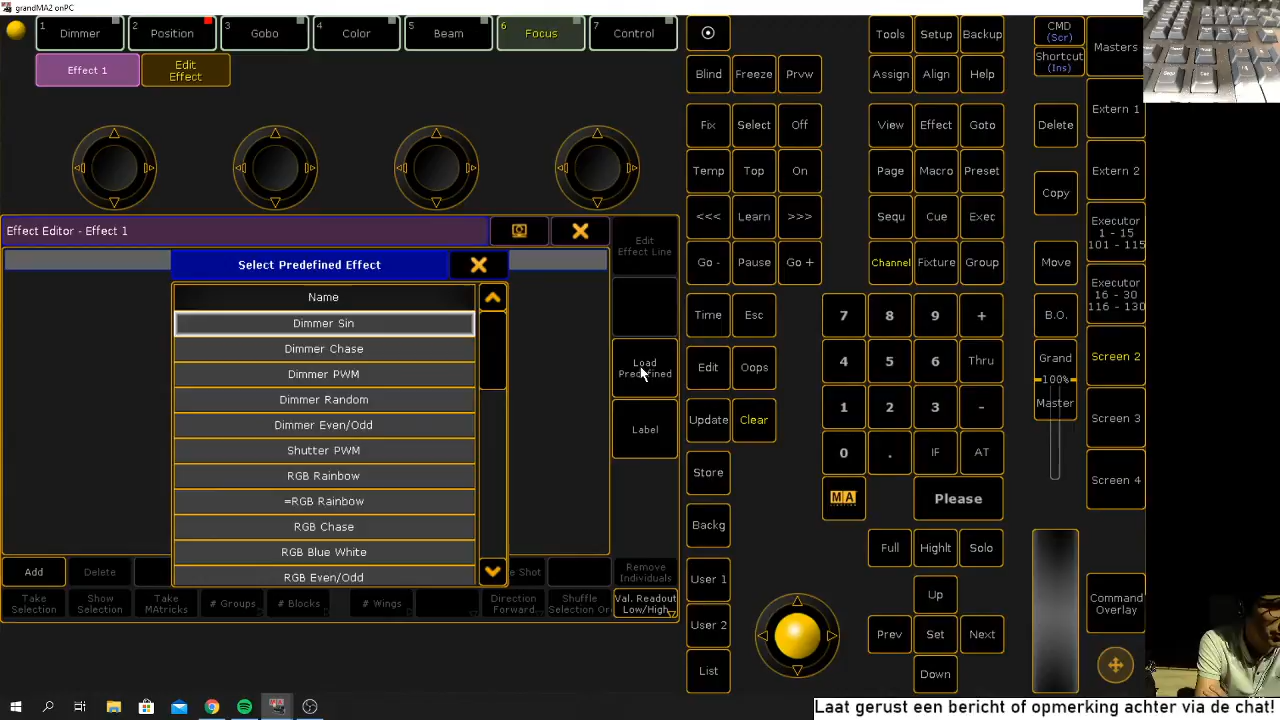 grandMA2 onPC
1 Dimmer
2 Position
3 Gobo
4 Color
5 Beam
6 Focus
7 Control
Effect 1
Edit
Effect
Effect Editor - Effect 1
Select Predefined Effect
Name
Dimmer Sin
Dimmer Chase
Dimmer PWM
Dimmer Random
Dimmer Even/Odd
Shutter PWM
RGB Rainbow
=RGB Rainbow
RGB Chase
RGB Blue White
RGB Even/Odd
Edit
Effect Line
Load
Predefined
Label
Add
Delete
e Shot
Remove
Individuals
Take
Selection
Show
Selection
Take
MAtricks
# Groups
# Blocks
# Wings
Direction
Forward
Shuffle
Selection Or
Val. Readout
Low/High
Blind
Freeze
Prvw
Fix
Select
Off
Temp
Top
On
<<<
Learn
>>>
Go -
Pause
Go +
Time
Esc
Edit
Oops
Update
Clear
Store
Backg
User 1
User 2
List
Tools
Setup
Backup
Assign
Align
Help
View
Effect
Goto
Page
Macro
Preset
Sequ
Cue
Exec
Channel
Fixture
Group
7
8
9
+
4
5
6
Thru
1
2
3
-
0
.
IF
AT
MA
Please
Full
Highlt
Solo
Up
Prev
Set
Next
Down
CMD
(Scr)
Shortcut
(Ins)
Delete
Copy
Move
B.O.
Grand
100%
Master
Masters
Extern 1
Extern 2
Executor
1 - 15
101 - 115
Executor
16 - 30
116 - 130
Screen 2
Screen 3
Screen 4
Command
Overlay
Laat gerust een bericht of opmerking achter via de chat!